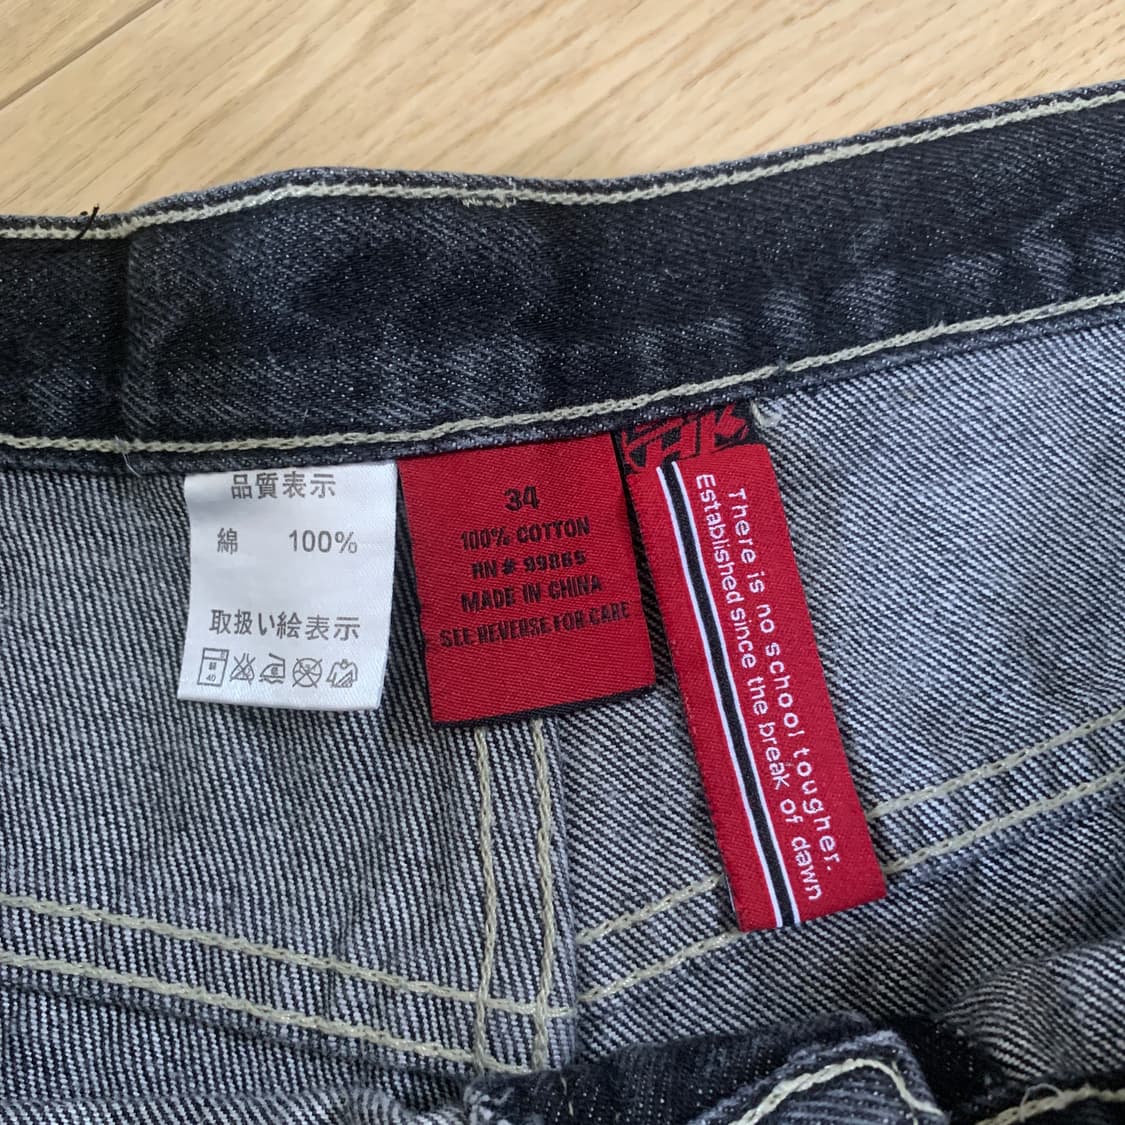 品質表示
綿 100%
取扱い絵表示
40
34
100% COTTON
RN # 99865
MADE IN CHINA
SEE REVERSE FOR CARE
There is no school tougher.
Established since the break of dawn